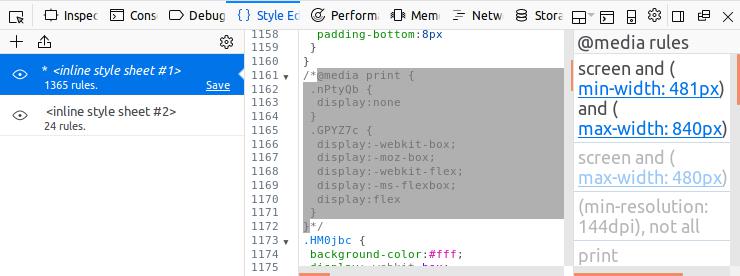 Inspec
Cons
Debug
Style Ed
Perform
Mem
Netw
Stora
* <inline style sheet #1>
1365 rules.
Save
<inline style sheet #2>
24 rules.
1158 padding-bottom:8px
1159 }
1160 }
1161 /*@media print {
1162 .nPtyQb {
1163 display:none
1164 }
1165 .GPYZ7c {
1166 display:-webkit-box;
1167 display:-moz-box;
1168 display:-webkit-flex;
1169 display:-ms-flexbox;
1170 display:flex
1171 }
1172 }*/
1173 .HM0jbc {
1174 background-color:#fff;
1175 display:-webkit-box;
@media rules
screen and (
min-width: 481px)
and (
max-width: 840px)
screen and (
max-width: 480px)
(min-resolution:
144dpi), not all
print